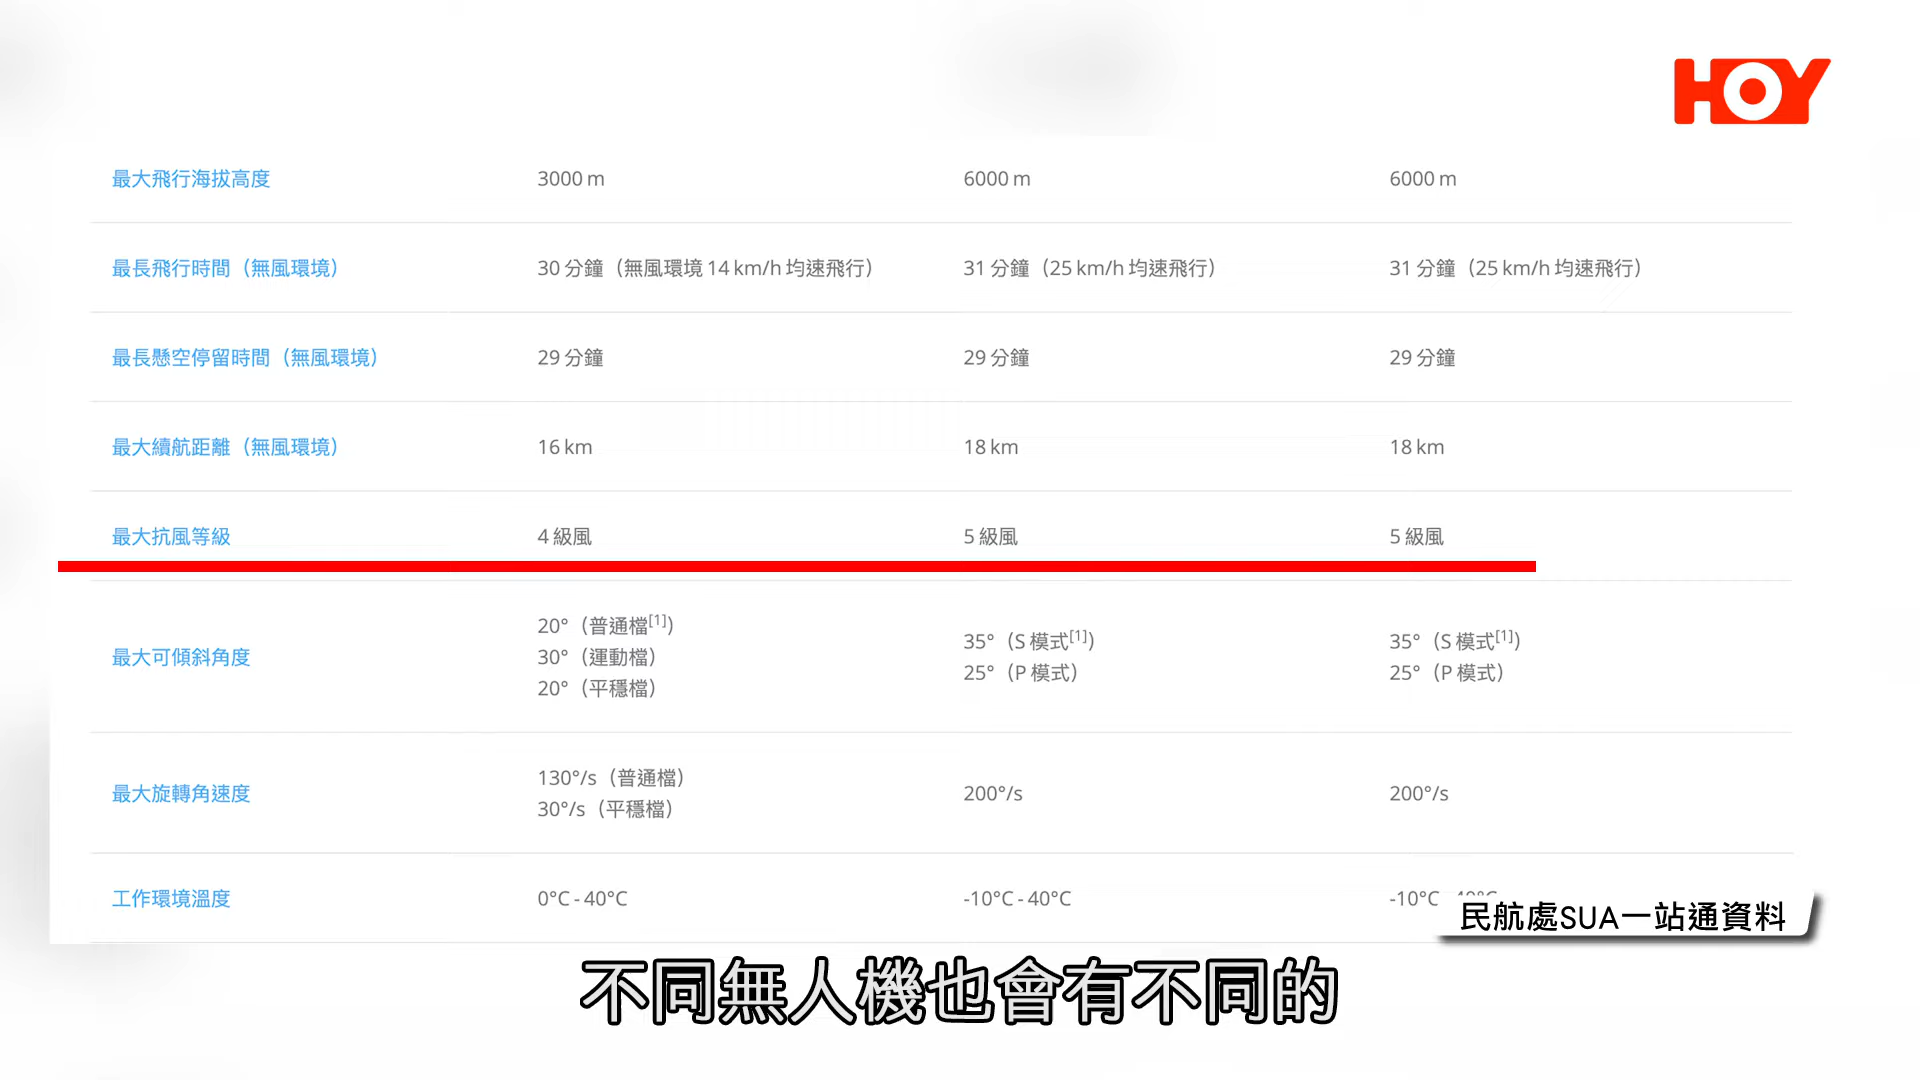 HOY
最大飛行海拔高度 3000 m 6000 m 6000 m
最長飛行時間（無風環境） 30 分鐘（無風環境 14 km/h 均速飛行） 31 分鐘（25 km/h 均速飛行） 31 分鐘（25 km/h 均速飛行）
最長懸空停留時間（無風環境） 29 分鐘 29 分鐘 29 分鐘
最大續航距離（無風環境） 16 km 18 km 18 km
最大抗風等級 4 級風 5 級風 5 級風
最大可傾斜角度
20°（普通檔[1]）
30°（運動檔）
20°（平穩檔）
35°（S 模式[1]）
25°（P 模式）
35°（S 模式[1]）
25°（P 模式）
最大旋轉角速度
130°/s（普通檔）
30°/s（平穩檔）
200°/s
200°/s
工作環境溫度 0°C - 40°C -10°C - 40°C -10°C
民航處SUA一站通資料
不同無人機也會有不同的